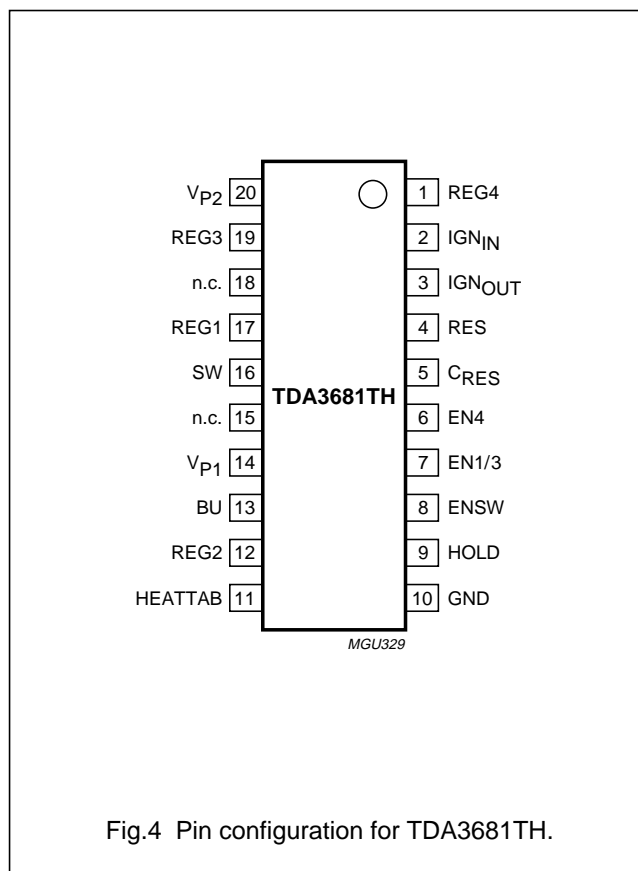 VP2 20 1 REG4
REG3 19 2 IGNIN
n.c. 18 3 IGNOUT
REG1 17 4 RES
SW 16 5 CRES
TDA3681TH
n.c. 15 6 EN4
VP1 14 7 EN1/3
BU 13 8 ENSW
REG2 12 9 HOLD
HEATTAB 11 10 GND
MGU329
Fig.4 Pin configuration for TDA3681TH.